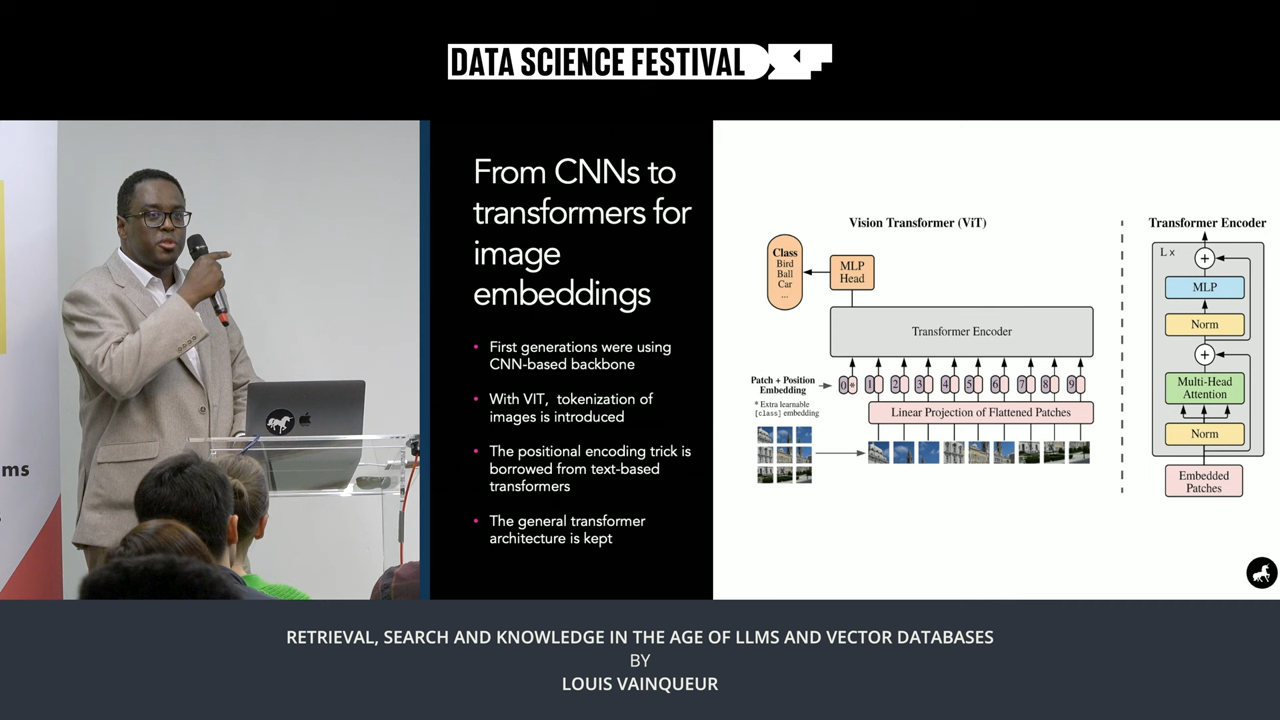 DATA SCIENCE FESTIVAL
ms
From CNNs to
transformers for
image
embeddings
• First generations were using
CNN-based backbone
• With VIT, tokenization of
images is introduced
• The positional encoding trick is
borrowed from text-based
transformers
• The general transformer
architecture is kept
Vision Transformer (ViT)
Class
Bird
Ball
Car
...
MLP
Head
Transformer Encoder
Patch + Position
Embedding
* Extra learnable
[class] embedding
0 * 1 2 3 4 5 6 7 8 9
Linear Projection of Flattened Patches
Transformer Encoder
L x
+
MLP
Norm
+
Multi-Head
Attention
Norm
Embedded
Patches
RETRIEVAL, SEARCH AND KNOWLEDGE IN THE AGE OF LLMS AND VECTOR DATABASES
BY
LOUIS VAINQUEUR